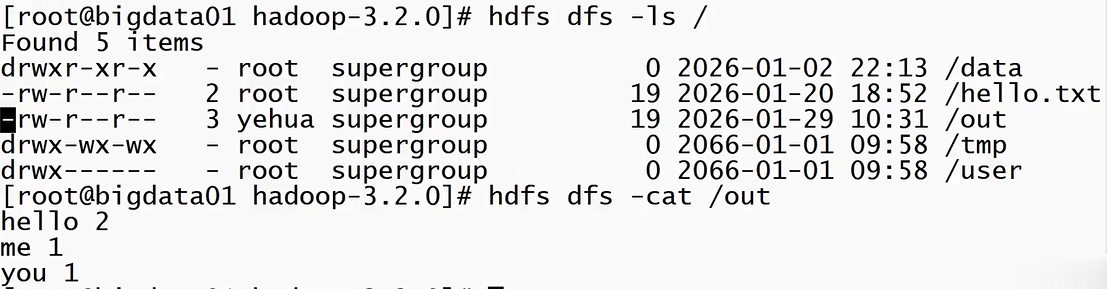 [root@bigdata01 hadoop-3.2.0]# hdfs dfs -ls /
Found 5 items
drwxr-xr-x   - root  supergroup          0 2026-01-02 22:13 /data
-rw-r--r--   2 root  supergroup         19 2026-01-20 18:52 /hello.txt
-rw-r--r--   3 yehua supergroup         19 2026-01-29 10:31 /out
drwx-wx-wx   - root  supergroup          0 2066-01-01 09:58 /tmp
drwx------   - root  supergroup          0 2066-01-01 09:58 /user
[root@bigdata01 hadoop-3.2.0]# hdfs dfs -cat /out
hello 2
me 1
you 1